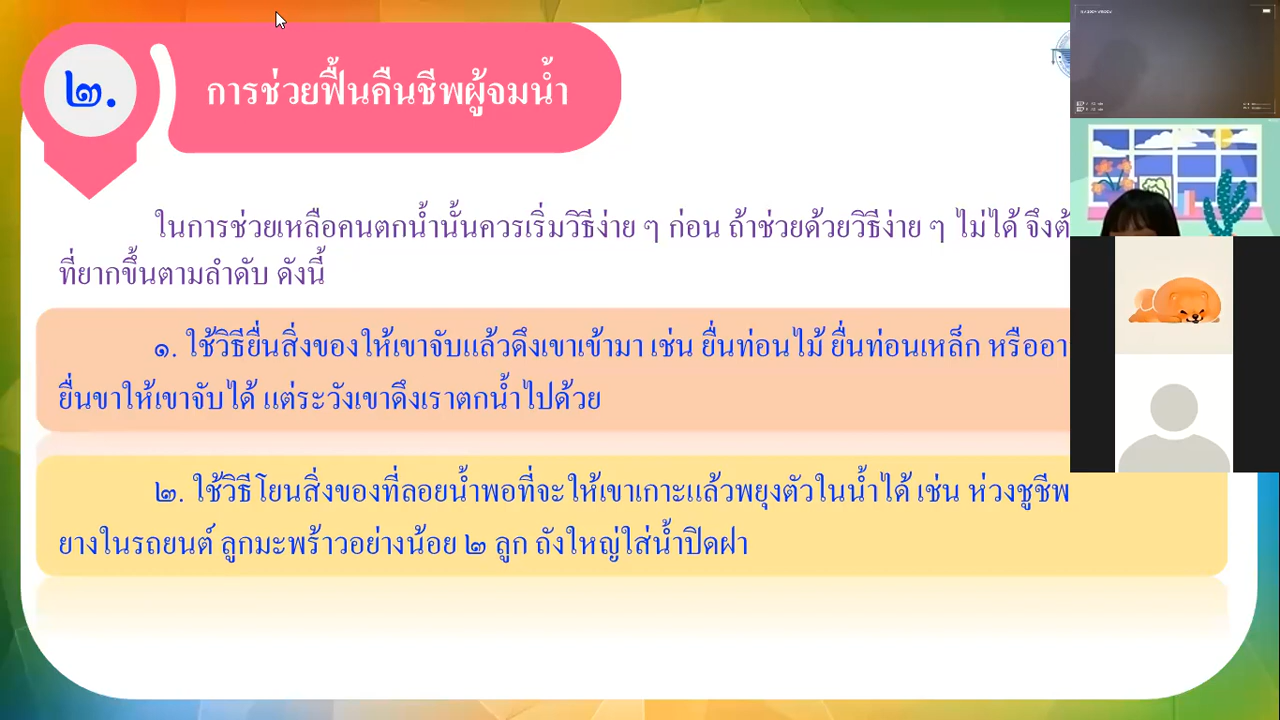 ๒.
การช่วยฟื้นคืนชีพผู้จมน้ำ
ในการช่วยเหลือคนตกน้ำนั้นควรเริ่มวิธีง่าย ๆ ก่อน ถ้าช่วยด้วยวิธีง่าย ๆ ไม่ได้ จึงต้
ที่ยากขึ้นตามลำดับ ดังนี้
๑. ใช้วิธียื่นสิ่งของให้เขาจับแล้วดึงเขาเข้ามา เช่น ยื่นท่อนไม้ ยื่นท่อนเหล็ก หรืออา
ยื่นขาให้เขาจับได้ แต่ระวังเขาดึงเราตกน้ำไปด้วย
๒. ใช้วิธีโยนสิ่งของที่ลอยน้ำพอที่จะให้เขาเกาะแล้วพยุงตัวในน้ำได้ เช่น ห่วงชูชีพ
ยางในรถยนต์ ลูกมะพร้าวอย่างน้อย ๒ ลูก ถังใหญ่ใส่น้ำปิดฝา